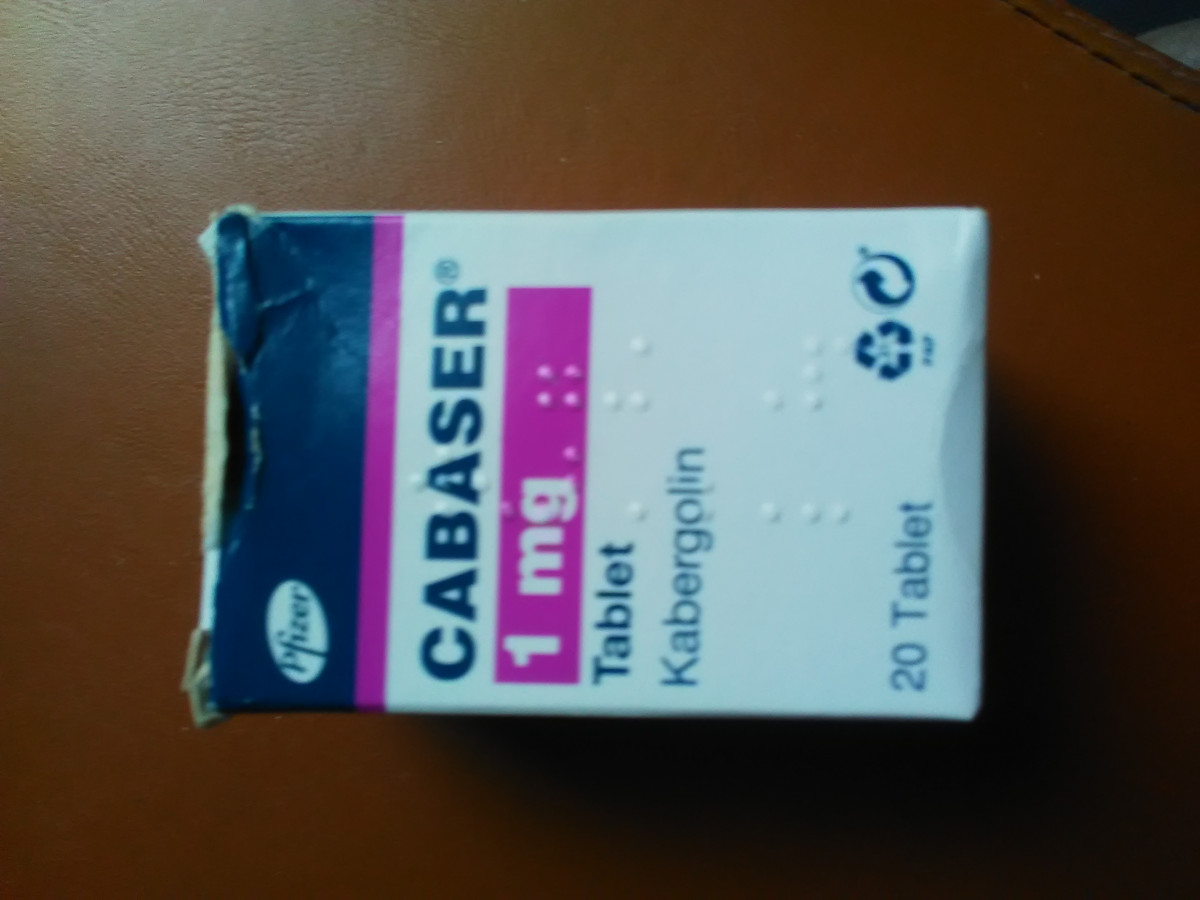 Pfizer
CABASER®
1 mg
Tablet
Kabergolin
20 Tablet